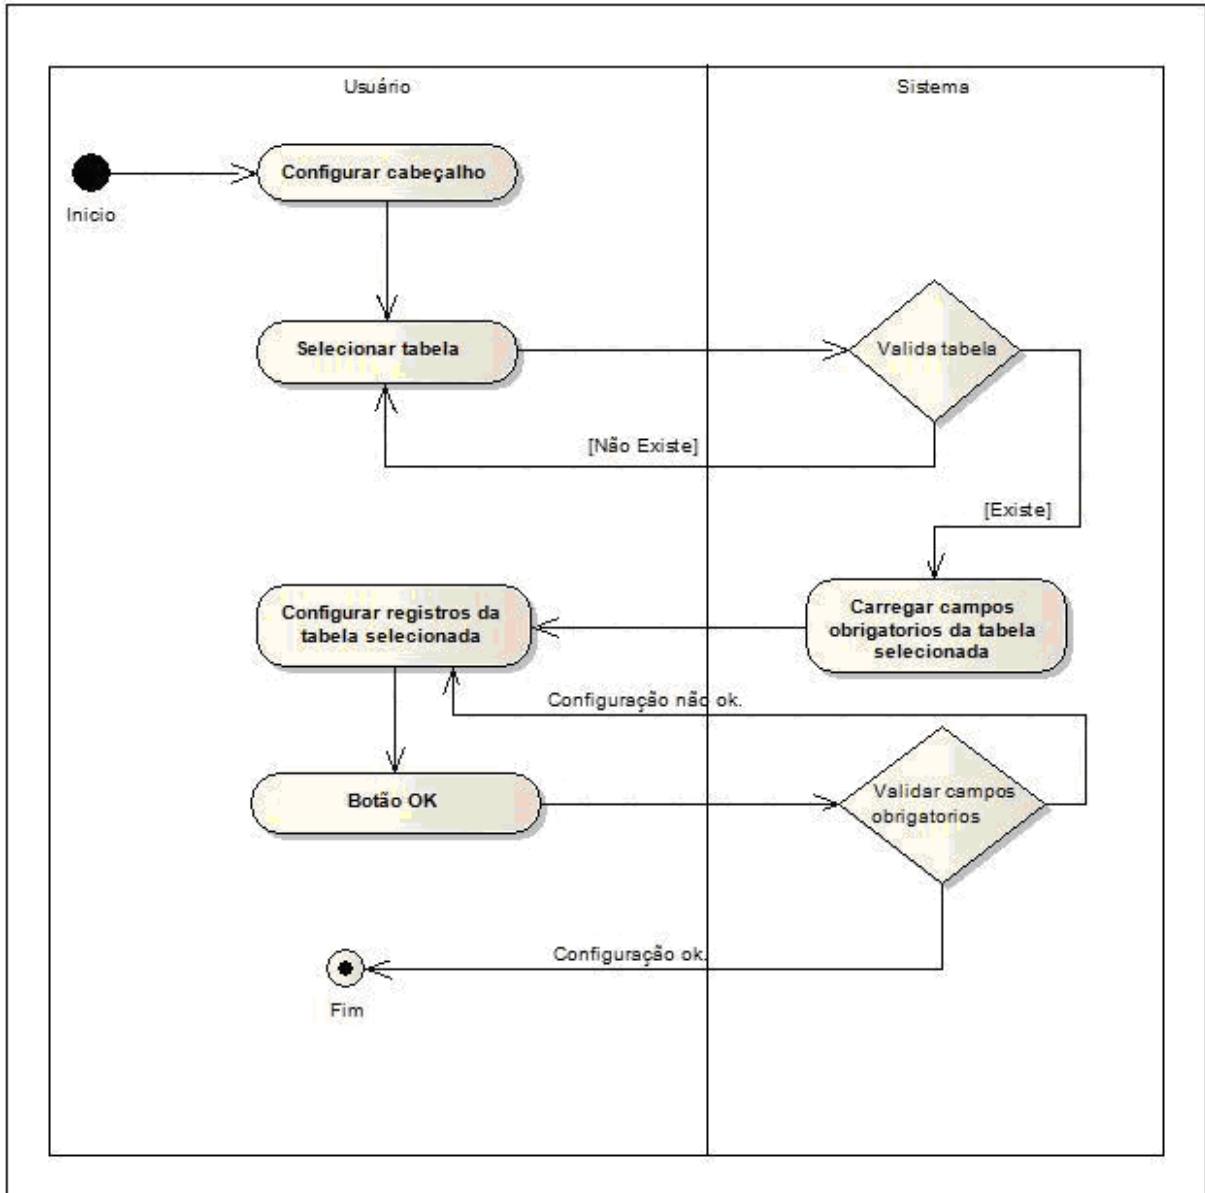 Usuário
Sistema
Configurar cabeçalho
Inicio
Selecionar tabela
Valida tabela
[Não Existe]
[Existe]
Configurar registros da
tabela selecionada
Carregar campos
obrigatorios da tabela
selecionada
Configuração não ok.
Botão OK
Validar campos
obrigatorios
Configuração ok.
Fim